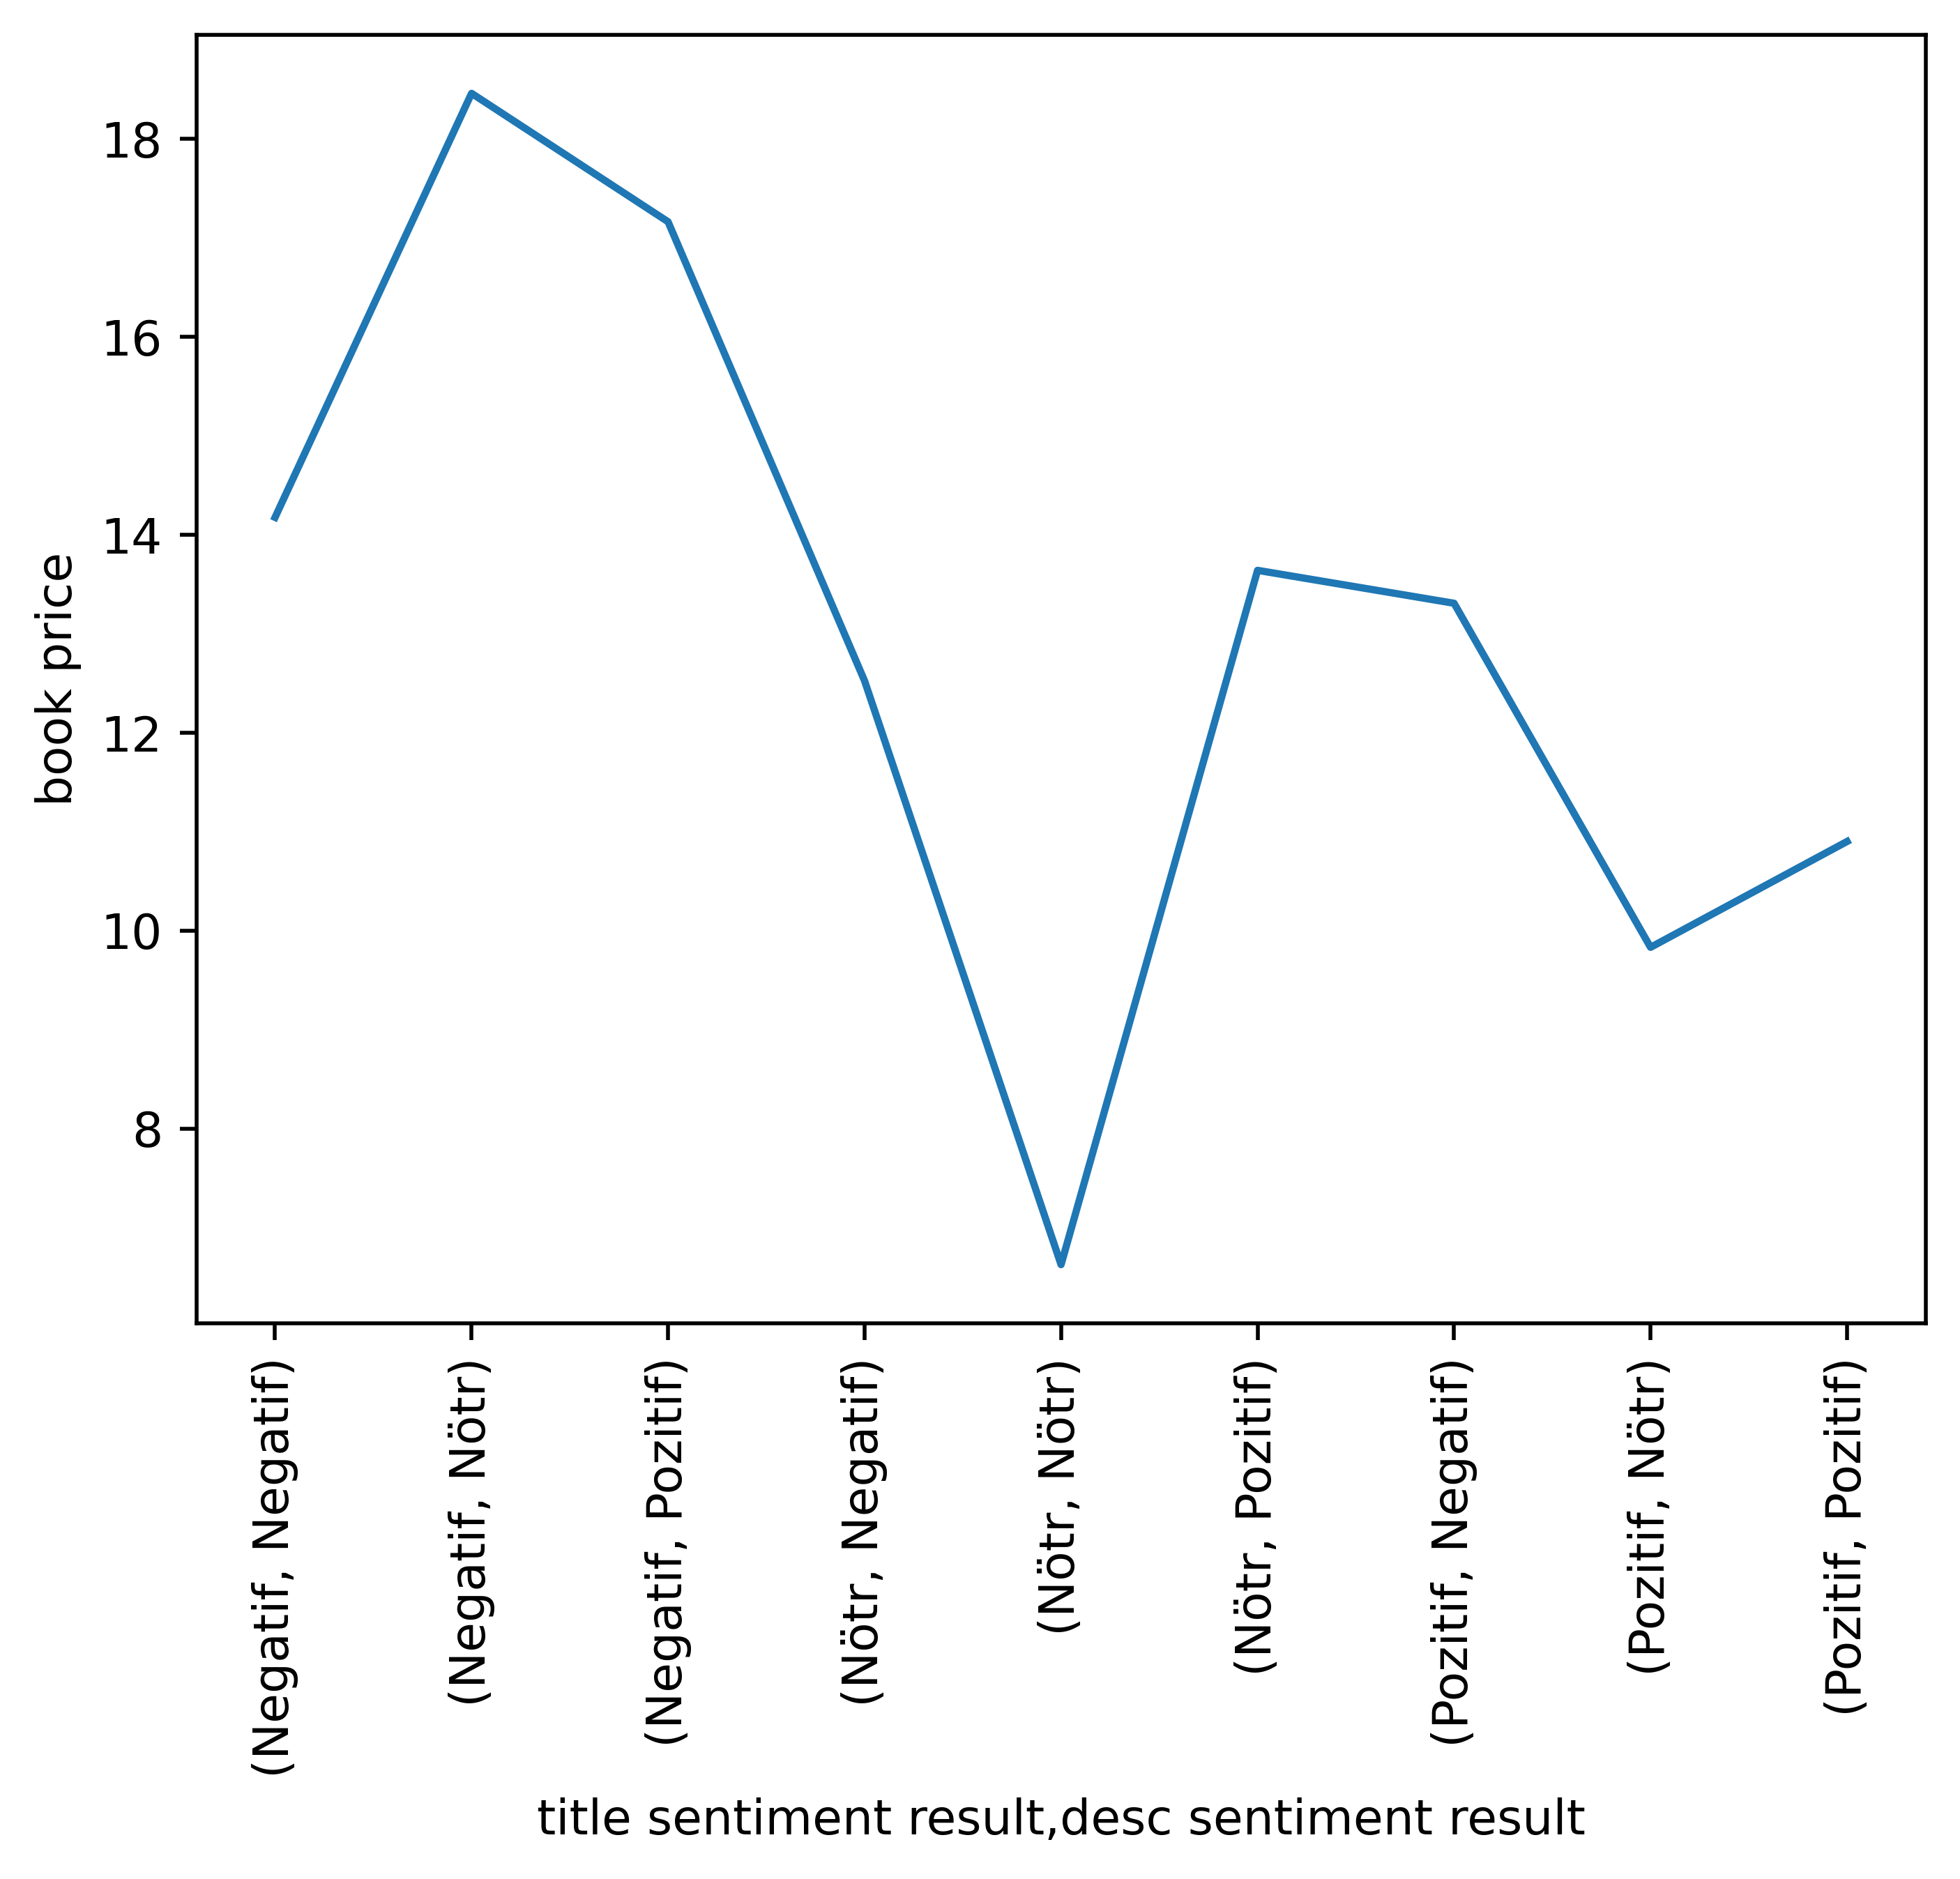 18
16
14
12
10
8
book price
(Negatif, Negatif)
(Negatif, Nötr)
(Negatif, Pozitif)
(Nötr, Negatif)
(Nötr, Nötr)
(Nötr, Pozitif)
(Pozitif, Negatif)
(Pozitif, Nötr)
(Pozitif, Pozitif)
title sentiment result,desc sentiment result